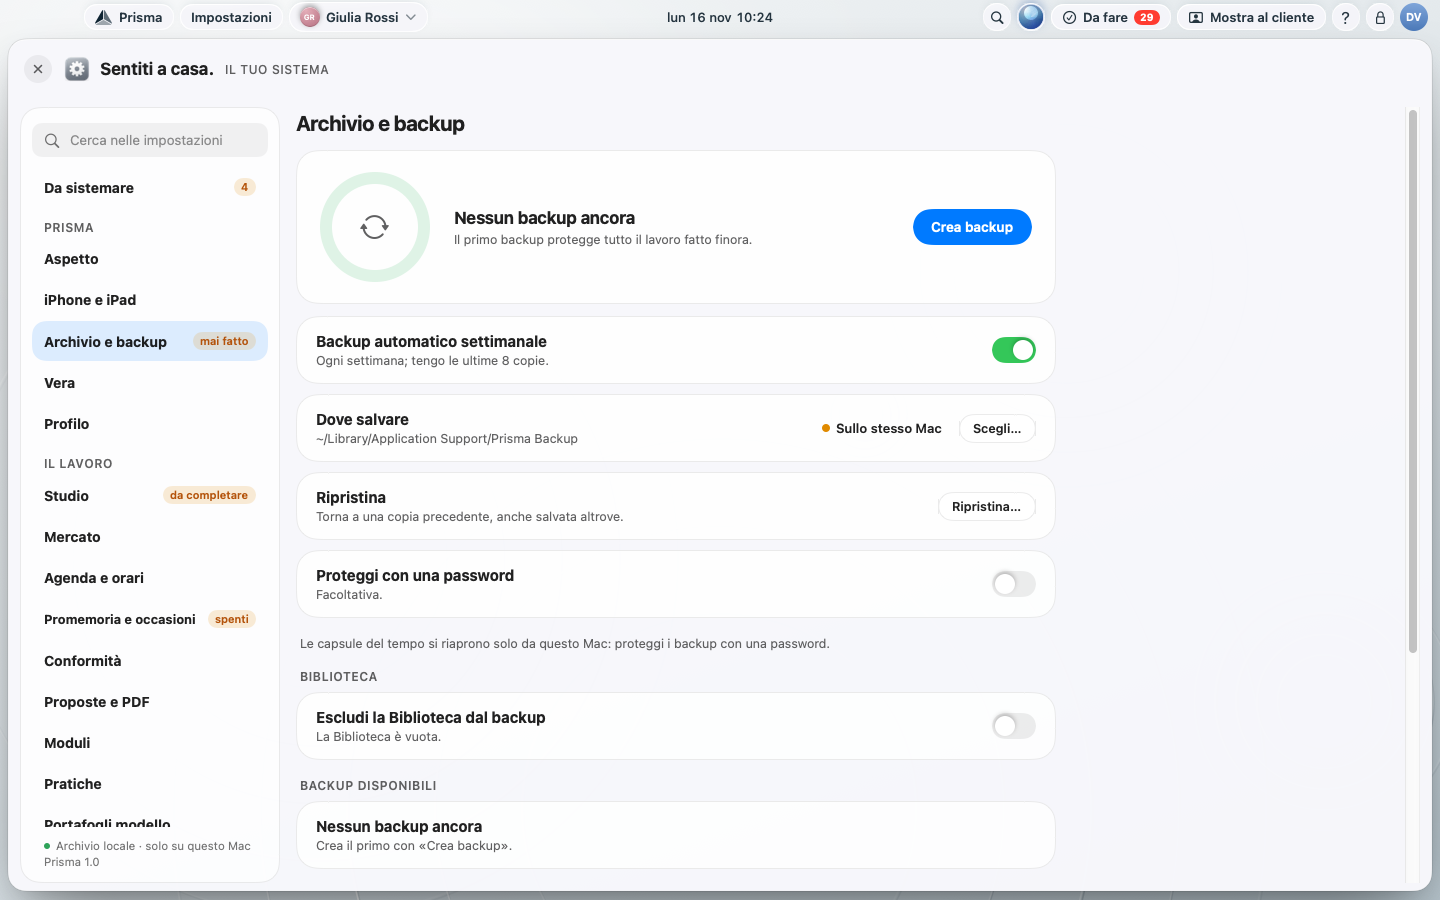 Prisma
Impostazioni
GR Giulia Rossi
lun 16 nov 10:24
Da fare 29
Mostra al cliente
?
DV
Sentiti a casa. IL TUO SISTEMA
Cerca nelle impostazioni
Da sistemare 4
PRISMA
Aspetto
iPhone e iPad
Archivio e backup mai fatto
Vera
Profilo
IL LAVORO
Studio da completare
Mercato
Agenda e orari
Promemoria e occasioni spenti
Conformità
Proposte e PDF
Moduli
Pratiche
Portafogli modello
Archivio locale · solo su questo Mac
Prisma 1.0
Archivio e backup
Nessun backup ancora
Il primo backup protegge tutto il lavoro fatto finora.
Crea backup
Backup automatico settimanale
Ogni settimana; tengo le ultime 8 copie.
Dove salvare
~/Library/Application Support/Prisma Backup
Sullo stesso Mac
Scegli...
Ripristina
Torna a una copia precedente, anche salvata altrove.
Ripristina...
Proteggi con una password
Facoltativa.
Le capsule del tempo si riaprono solo da questo Mac: proteggi i backup con una password.
BIBLIOTECA
Escludi la Biblioteca dal backup
La Biblioteca è vuota.
BACKUP DISPONIBILI
Nessun backup ancora
Crea il primo con «Crea backup».